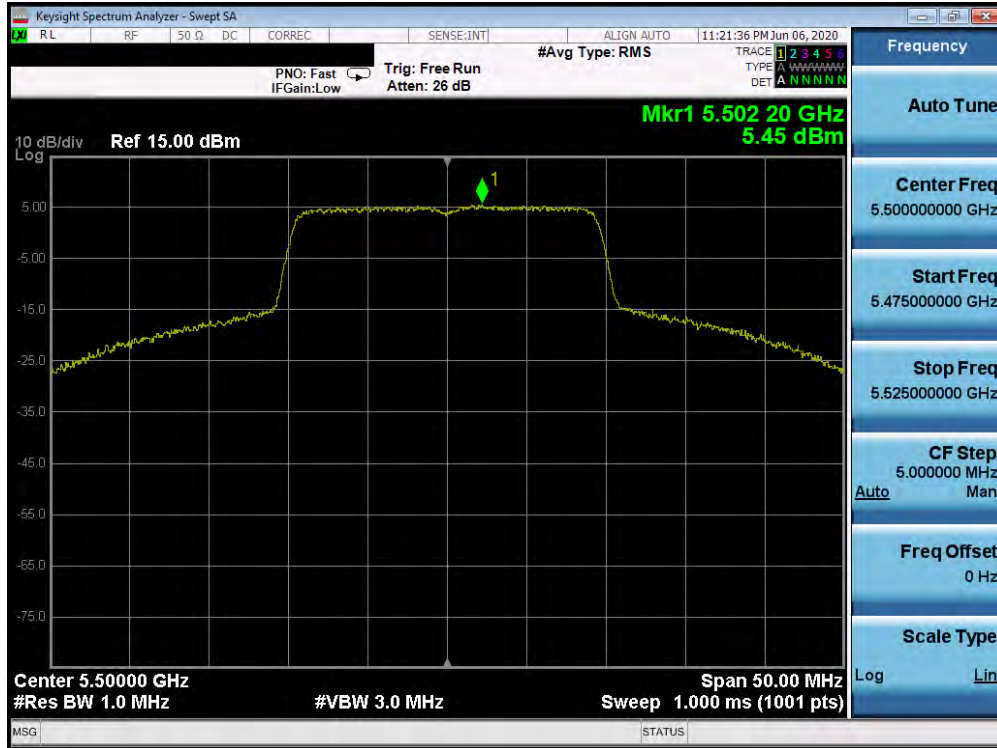 Keysight Spectrum Analyzer - Swept SA
LXI RL RF 50 Ω DC CORREC SENSE:INT ALIGN AUTO 11:21:36 PM Jun 06, 2020
PNO: Fast
IFGain:Low
Trig: Free Run
Atten: 26 dB
#Avg Type: RMS
TRACE 1 2 3 4 5 6
TYPE A WWWWW
DET A N N N N N
Mkr1 5.502 20 GHz
5.45 dBm
10 dB/div Ref 15.00 dBm
Log
1
5.00
-5.00
-15.0
-25.0
-35.0
-45.0
-55.0
-65.0
-75.0
Center 5.50000 GHz Span 50.00 MHz
#Res BW 1.0 MHz #VBW 3.0 MHz Sweep 1.000 ms (1001 pts)
MSG STATUS
Frequency
Auto Tune
Center Freq
5.500000000 GHz
Start Freq
5.475000000 GHz
Stop Freq
5.525000000 GHz
CF Step
5.000000 MHz
Auto Man
Freq Offset
0 Hz
Scale Type
Log Lin